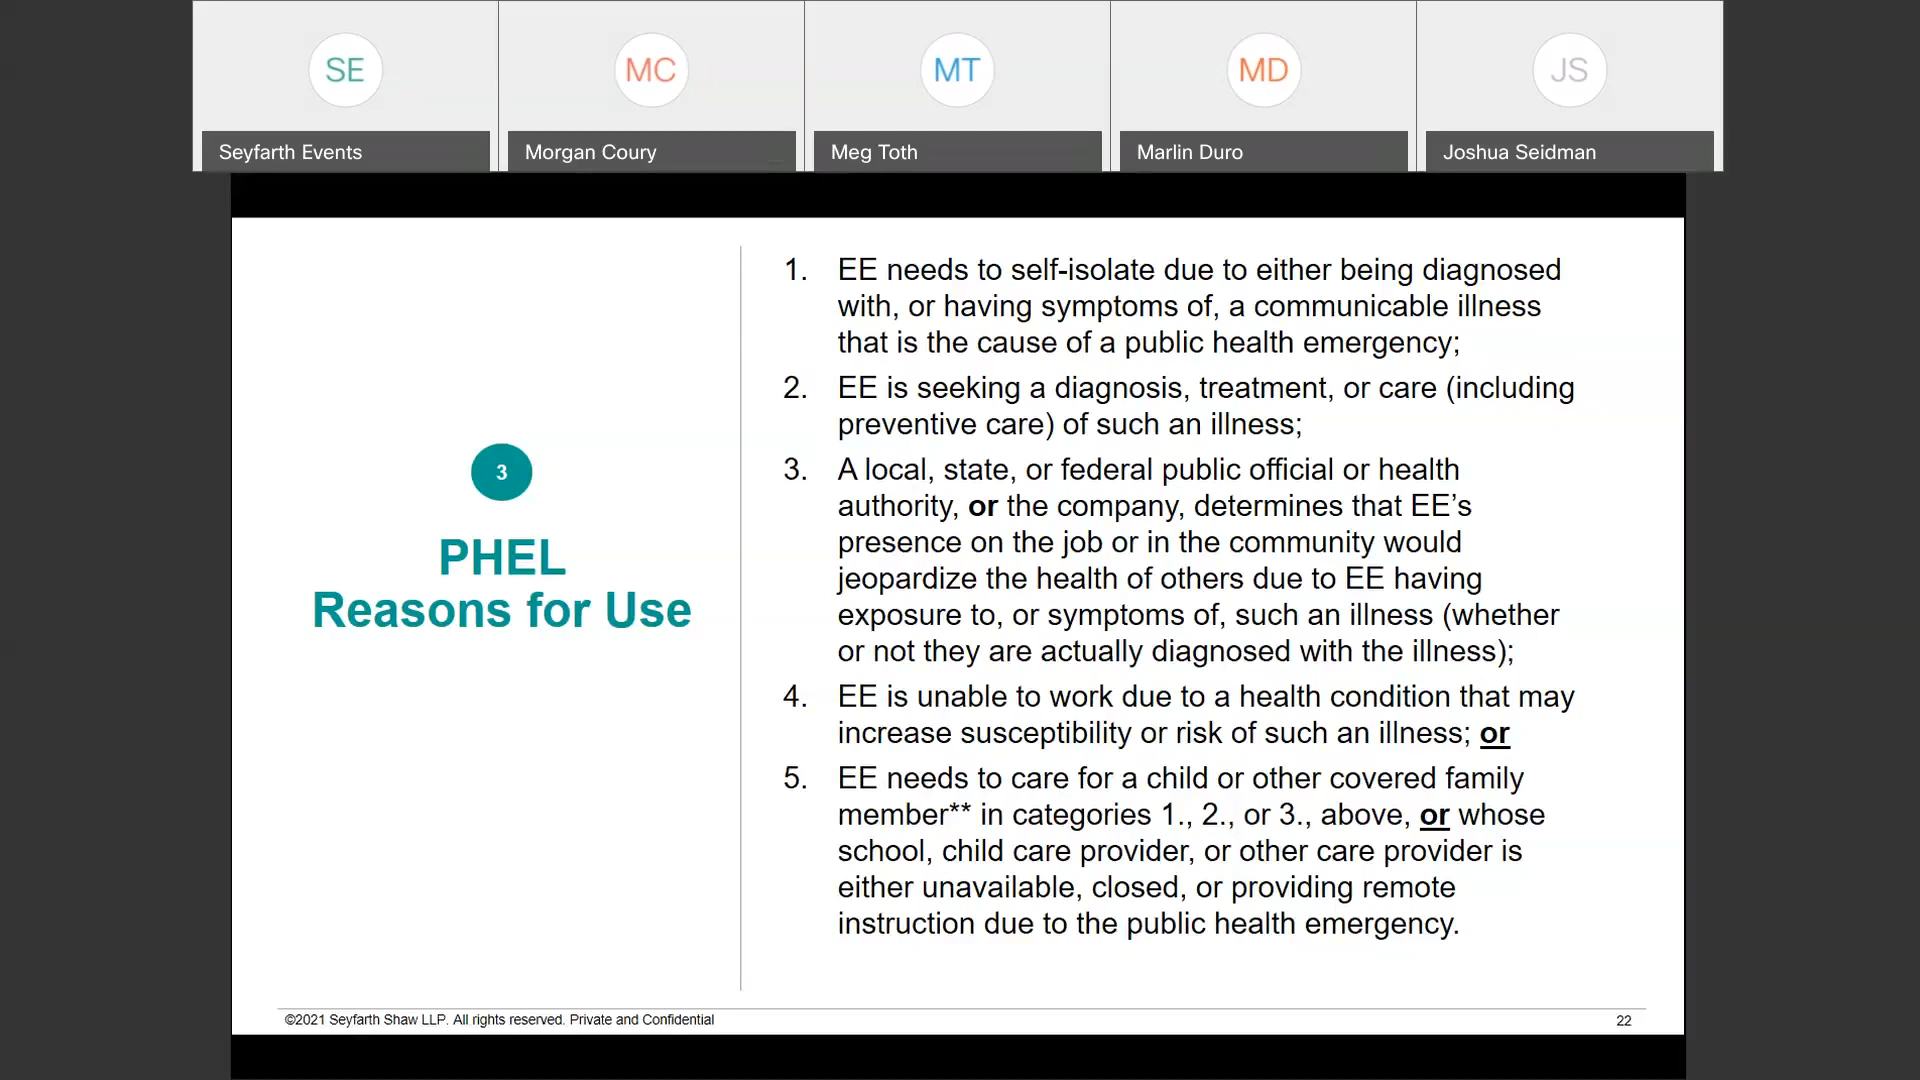 SE
MC
MT
MD
JS
Seyfarth Events
Morgan Coury
Meg Toth
Marlin Duro
Joshua Seidman
3
PHEL
Reasons for Use
1. EE needs to self-isolate due to either being diagnosed
with, or having symptoms of, a communicable illness
that is the cause of a public health emergency;
2. EE is seeking a diagnosis, treatment, or care (including
preventive care) of such an illness;
3. A local, state, or federal public official or health
authority, or the company, determines that EE’s
presence on the job or in the community would
jeopardize the health of others due to EE having
exposure to, or symptoms of, such an illness (whether
or not they are actually diagnosed with the illness);
4. EE is unable to work due to a health condition that may
increase susceptibility or risk of such an illness; or
5. EE needs to care for a child or other covered family
member** in categories 1., 2., or 3., above, or whose
school, child care provider, or other care provider is
either unavailable, closed, or providing remote
instruction due to the public health emergency.
©2021 Seyfarth Shaw LLP. All rights reserved. Private and Confidential
22